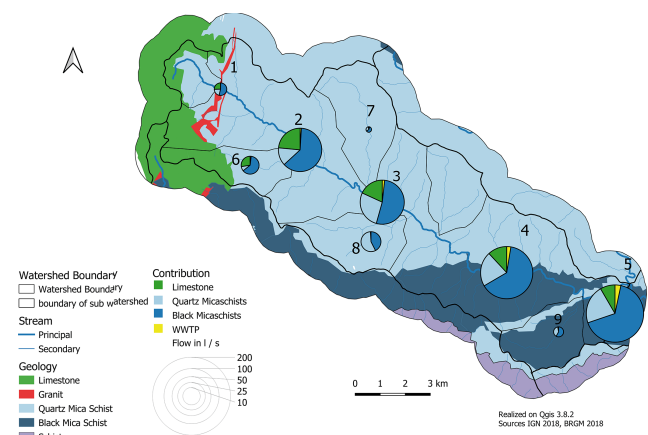 1
2
3
4
5
6
7
8
9
Watershed Boundary
Watershed Boundary
boundary of sub watershed
Stream
Principal
Secondary
Geology
Limestone
Granit
Quartz Mica Schist
Black Mica Schist
Contribution
Limestone
Quartz Micaschists
Black Micaschists
WWTP
Flow in l / s
200
100
50
25
10
0 1 2 3 km
Realized on Qgis 3.8.2
Sources IGN 2018, BRGM 2018